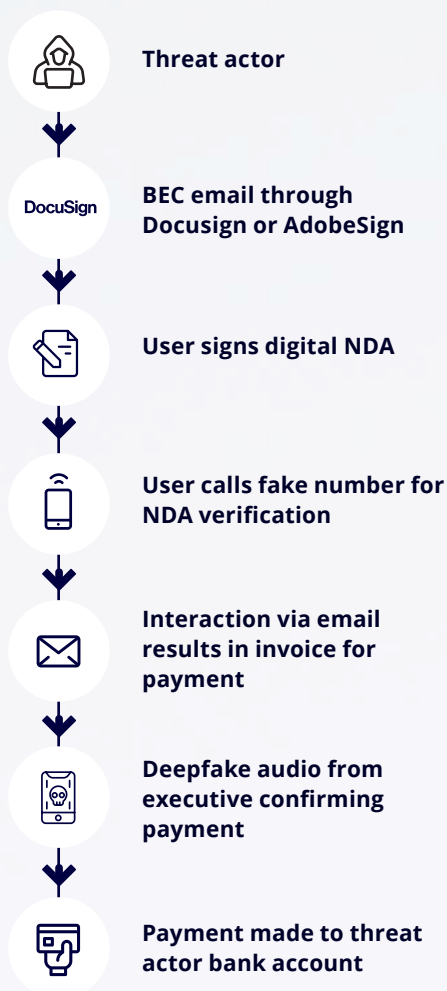 Threat actor
DocuSign
BEC email through
Docusign or AdobeSign
User signs digital NDA
User calls fake number for
NDA verification
Interaction via email
results in invoice for
payment
Deepfake audio from
executive confirming
payment
Payment made to threat
actor bank account